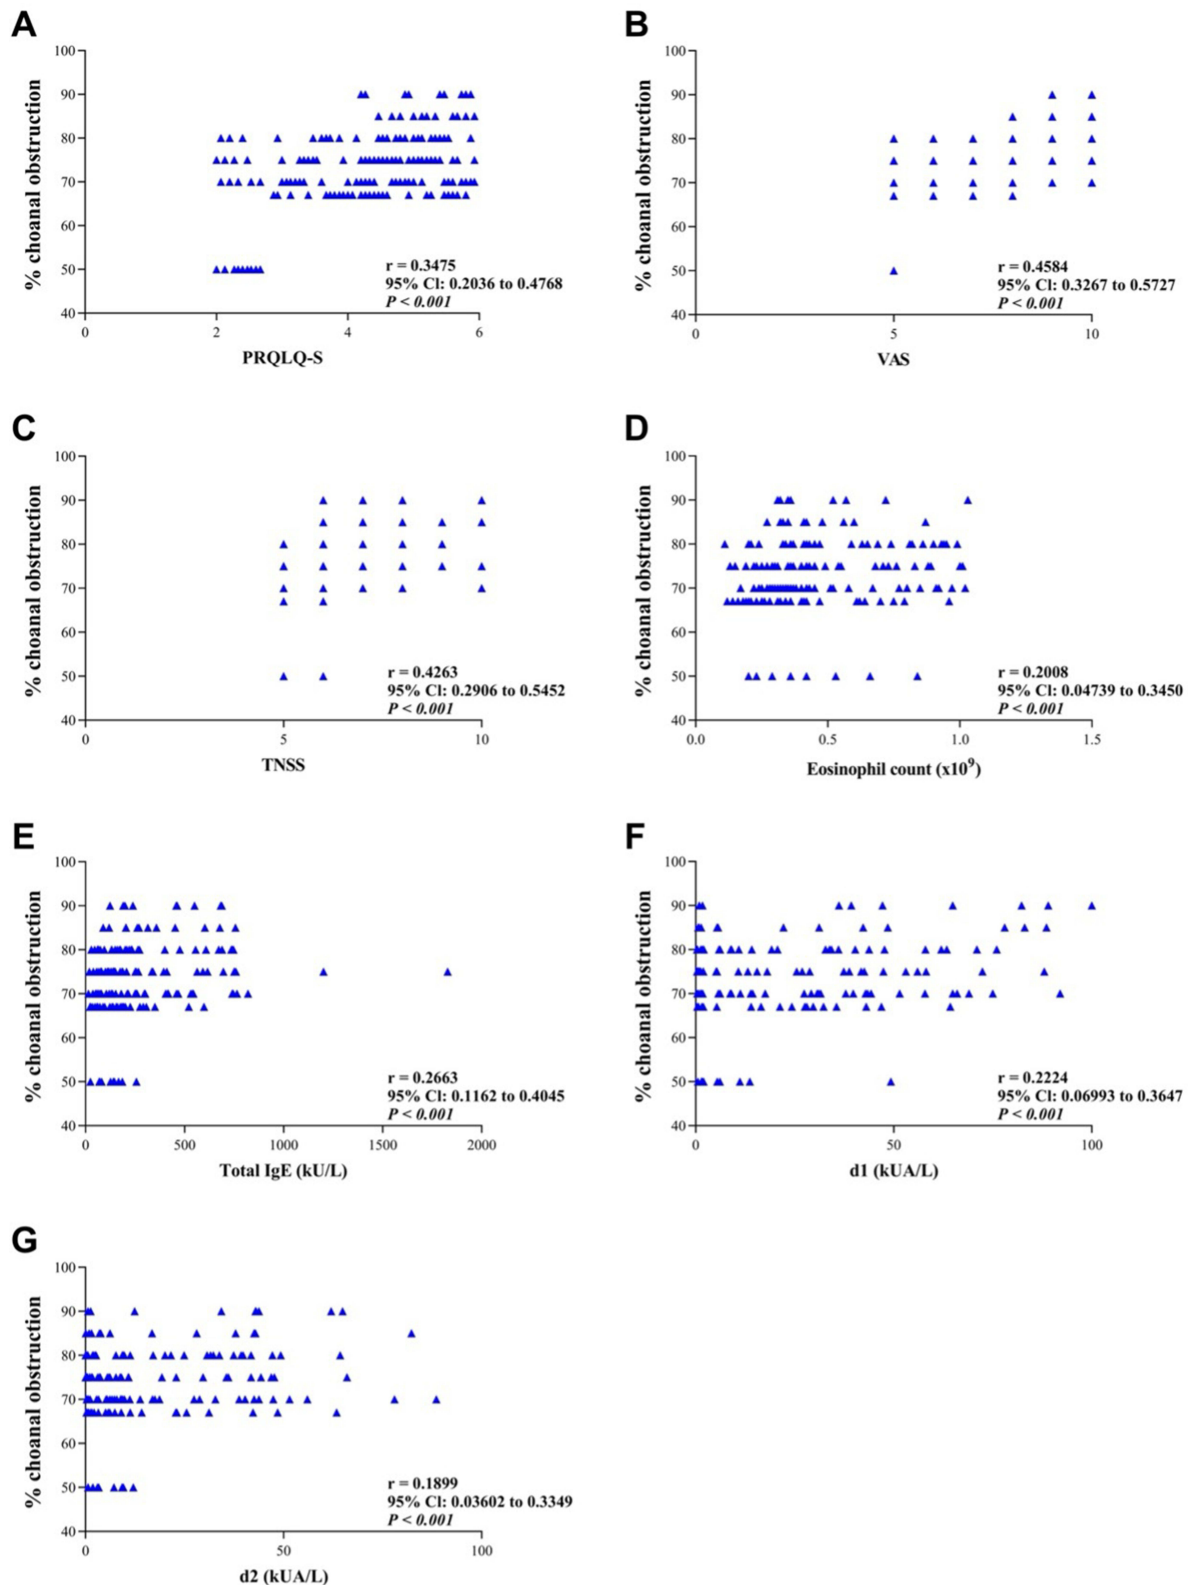 A
100
90
80
70
60
50
40
% choanal obstruction
0
2
4
6
PRQLQ-S
r = 0.3475
95% CI: 0.2036 to 0.4768
P < 0.001
B
100
90
80
70
60
50
40
% choanal obstruction
0
5
10
VAS
r = 0.4584
95% CI: 0.3267 to 0.5727
P < 0.001
C
100
90
80
70
60
50
40
% choanal obstruction
0
5
10
TNSS
r = 0.4263
95% CI: 0.2906 to 0.5452
P < 0.001
D
100
90
80
70
60
50
40
% choanal obstruction
0.0
0.5
1.0
1.5
Eosinophil count (x10⁹)
r = 0.2008
95% CI: 0.04739 to 0.3450
P < 0.001
E
100
90
80
70
60
50
40
% choanal obstruction
0
500
1000
1500
2000
Total IgE (kU/L)
r = 0.2663
95% CI: 0.1162 to 0.4045
P < 0.001
F
100
90
80
70
60
50
40
% choanal obstruction
0
50
100
d1 (kUA/L)
r = 0.2224
95% CI: 0.06993 to 0.3647
P < 0.001
G
100
90
80
70
60
50
40
% choanal obstruction
0
50
100
d2 (kUA/L)
r = 0.1899
95% CI: 0.03602 to 0.3349
P < 0.001